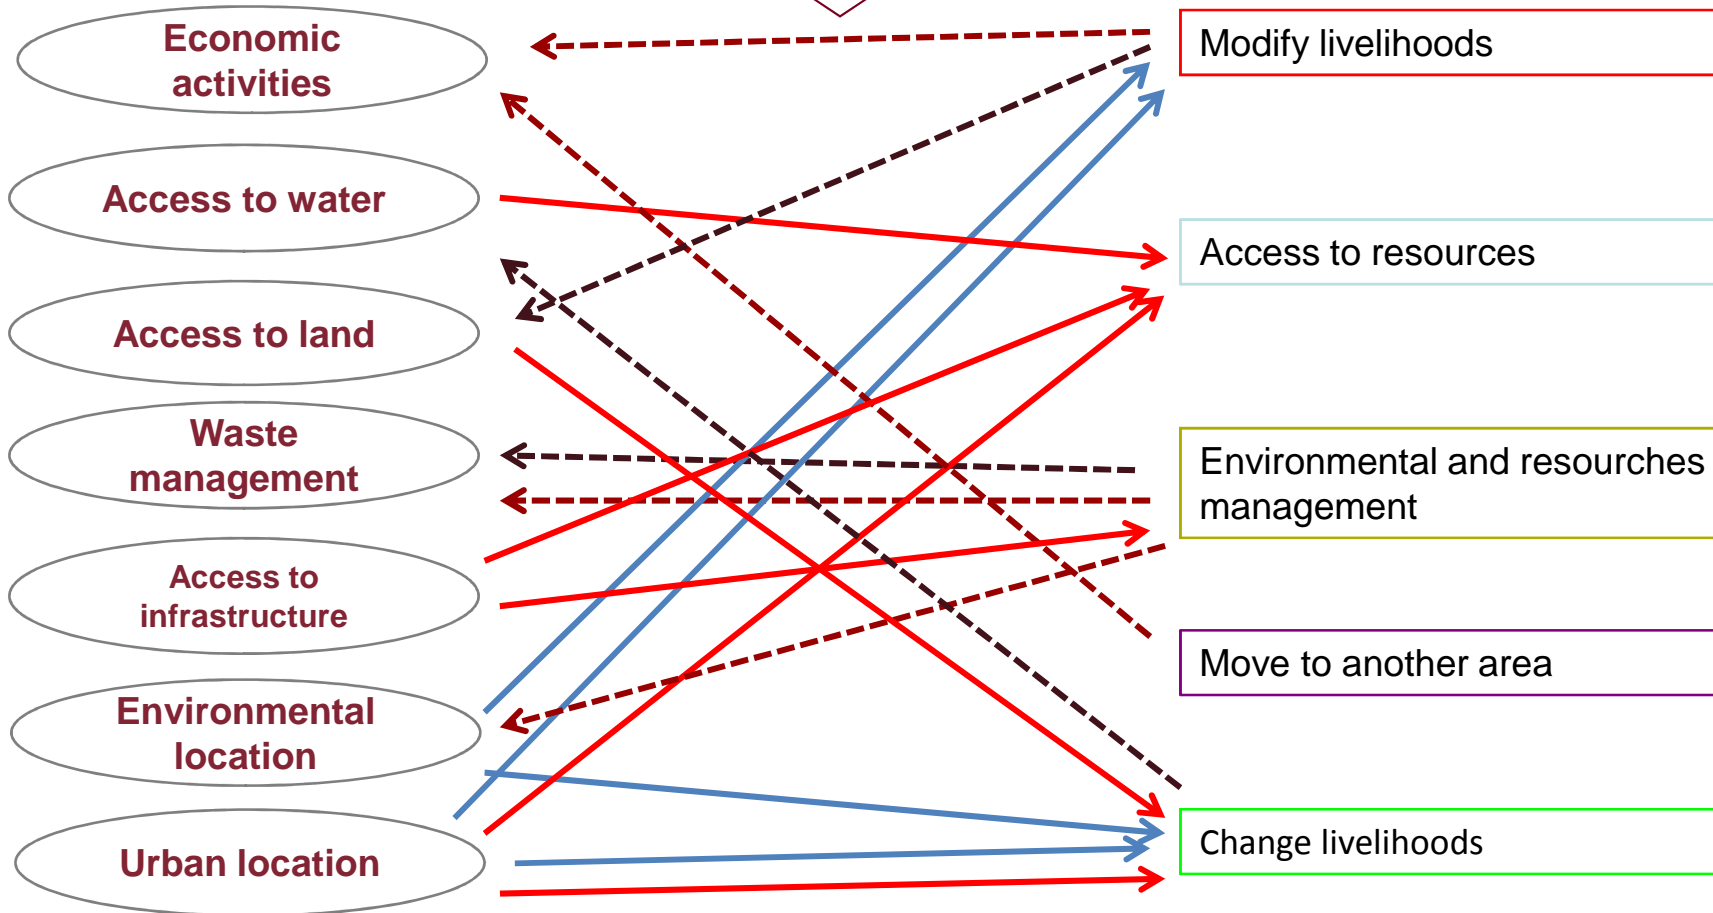 Economic
activities
Access to water
Access to land
Waste
management
Access to
infrastructure
Environmental
location
Urban location
Modify livelihoods
Access to resources
Environmental and resourches
management
Move to another area
Change livelihoods